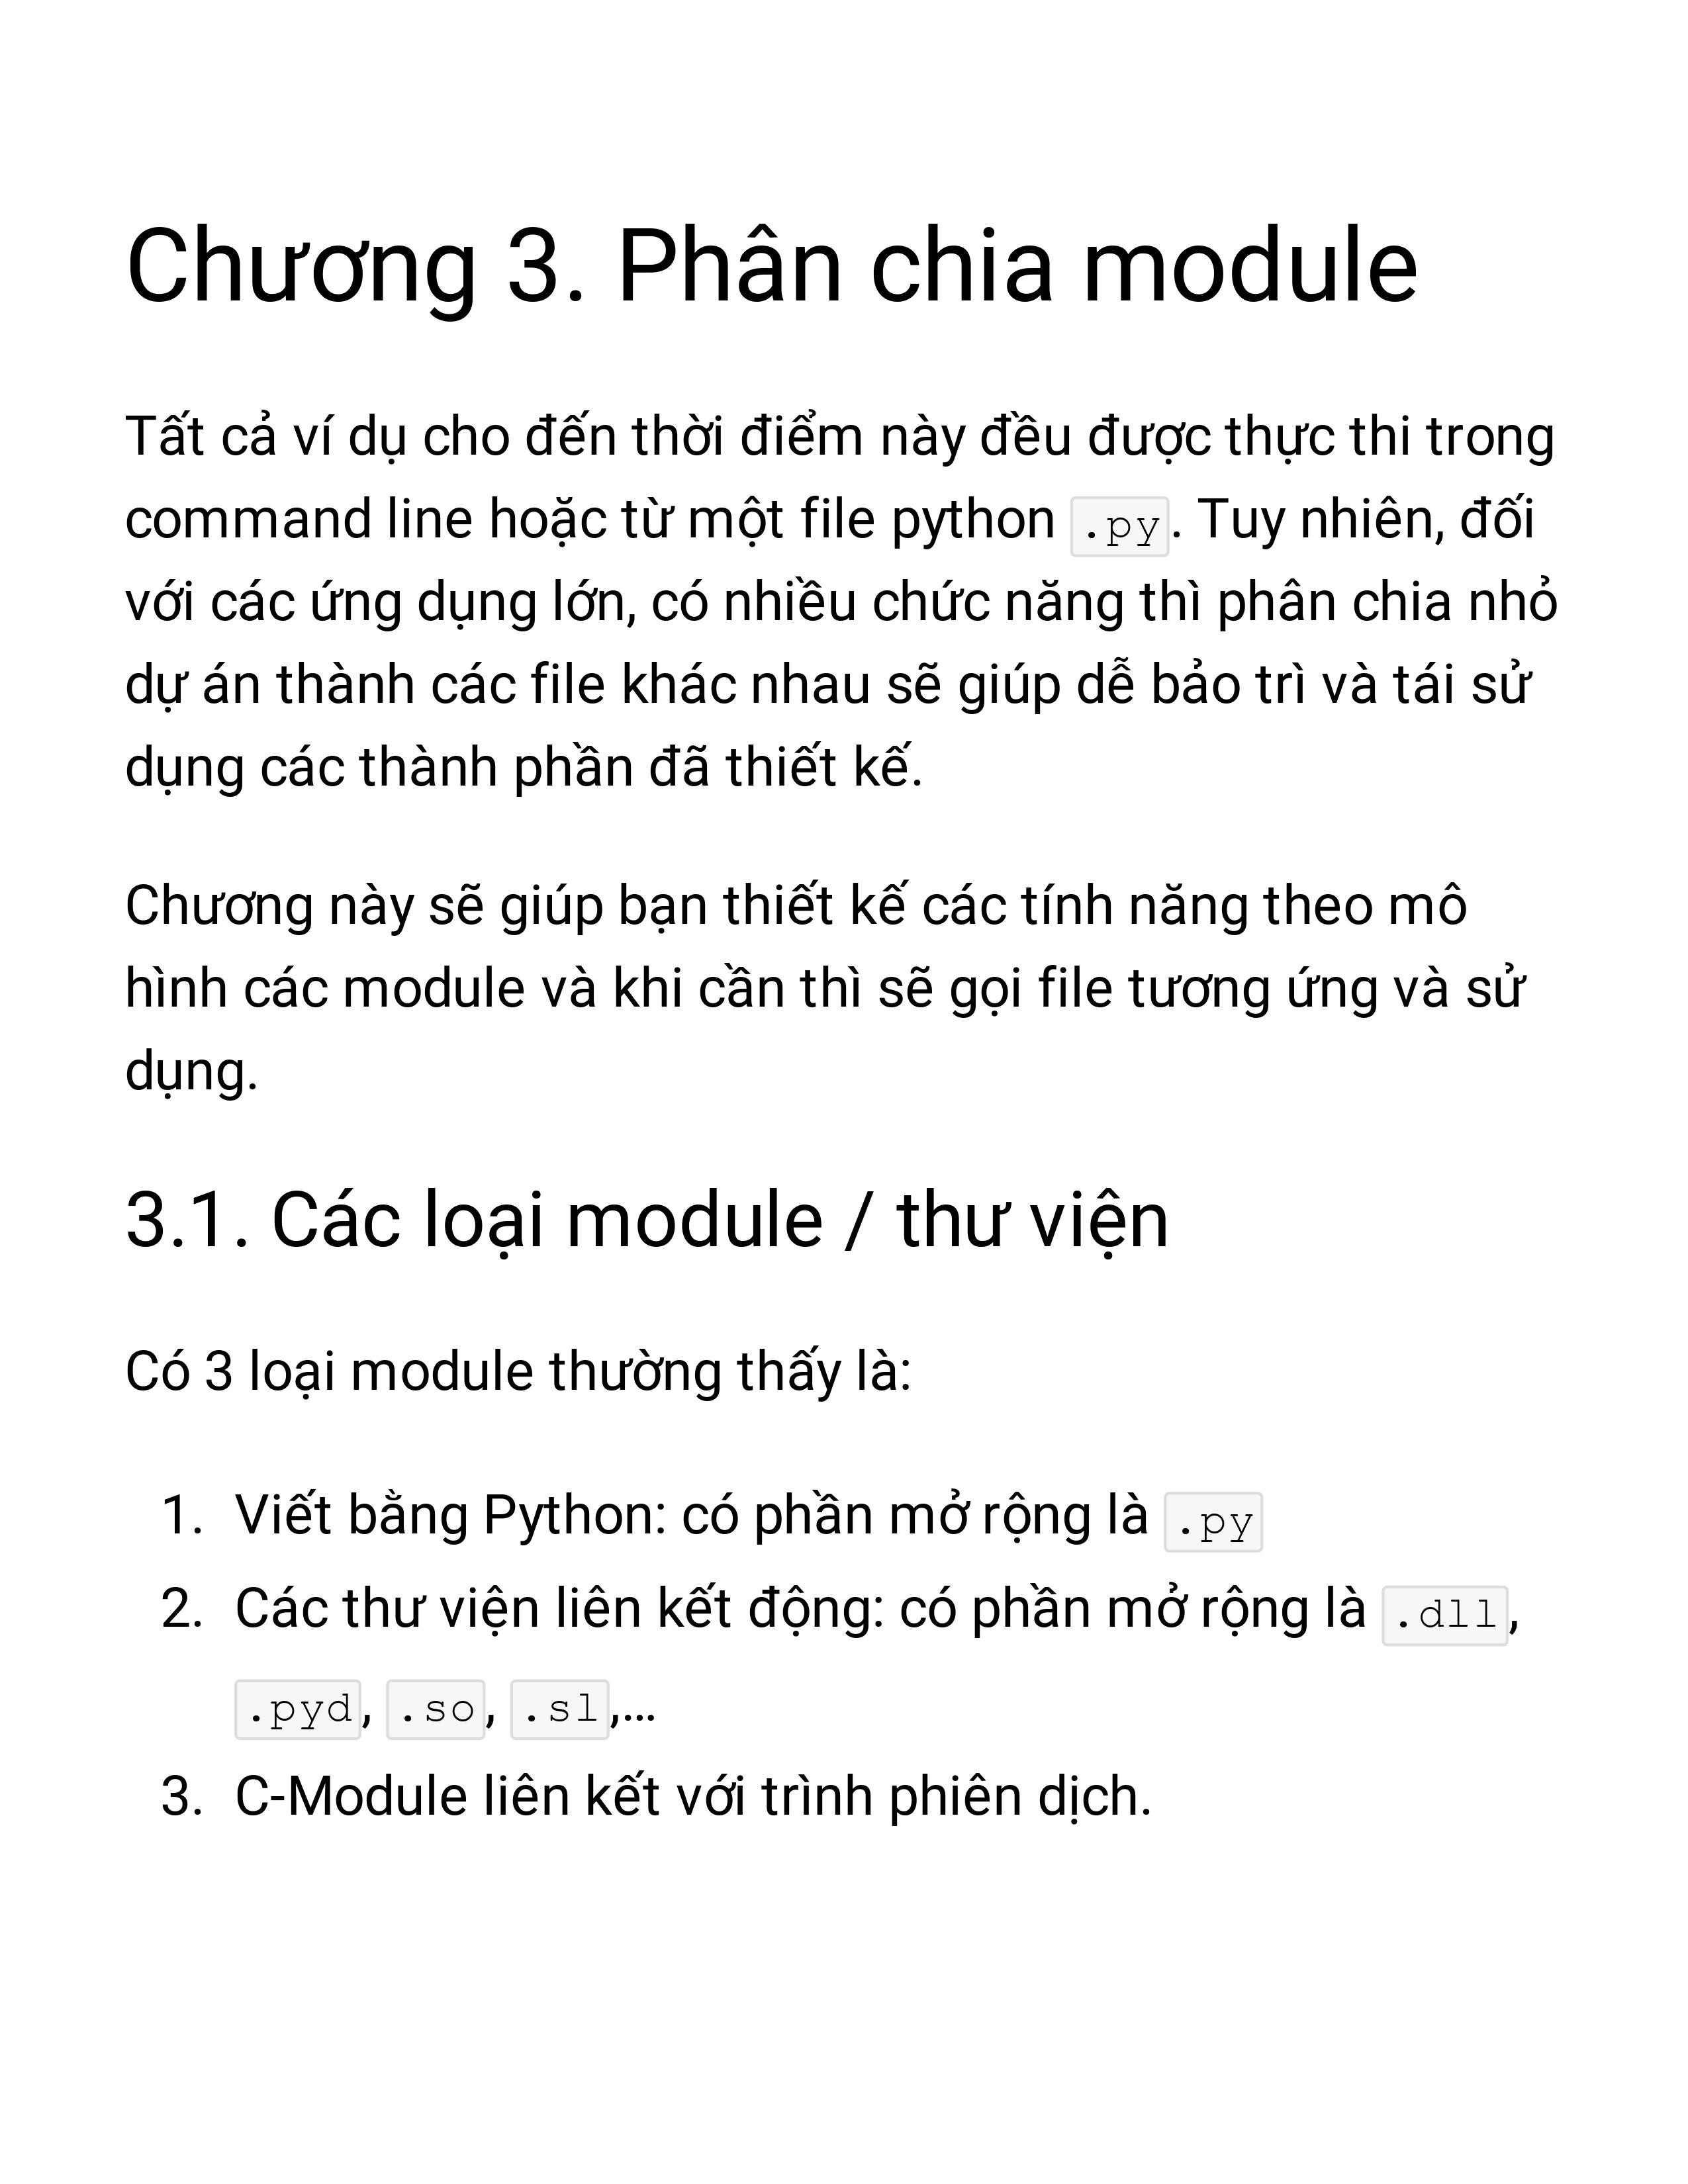 Chương 3. Phân chia module
Tất cả ví dụ cho đến thời điểm này đều được thực thi trong
command line hoặc từ một file python .py. Tuy nhiên, đối
với các ứng dụng lớn, có nhiều chức năng thì phân chia nhỏ
dự án thành các file khác nhau sẽ giúp dễ bảo trì và tái sử
dụng các thành phần đã thiết kế.
Chương này sẽ giúp bạn thiết kế các tính năng theo mô
hình các module và khi cần thì sẽ gọi file tương ứng và sử
dụng.
3.1. Các loại module / thư viện
Có 3 loại module thường thấy là:
1. Viết bằng Python: có phần mở rộng là .py
2. Các thư viện liên kết động: có phần mở rộng là .dll,
.pyd, .so, .sl,...
3. C-Module liên kết với trình phiên dịch.